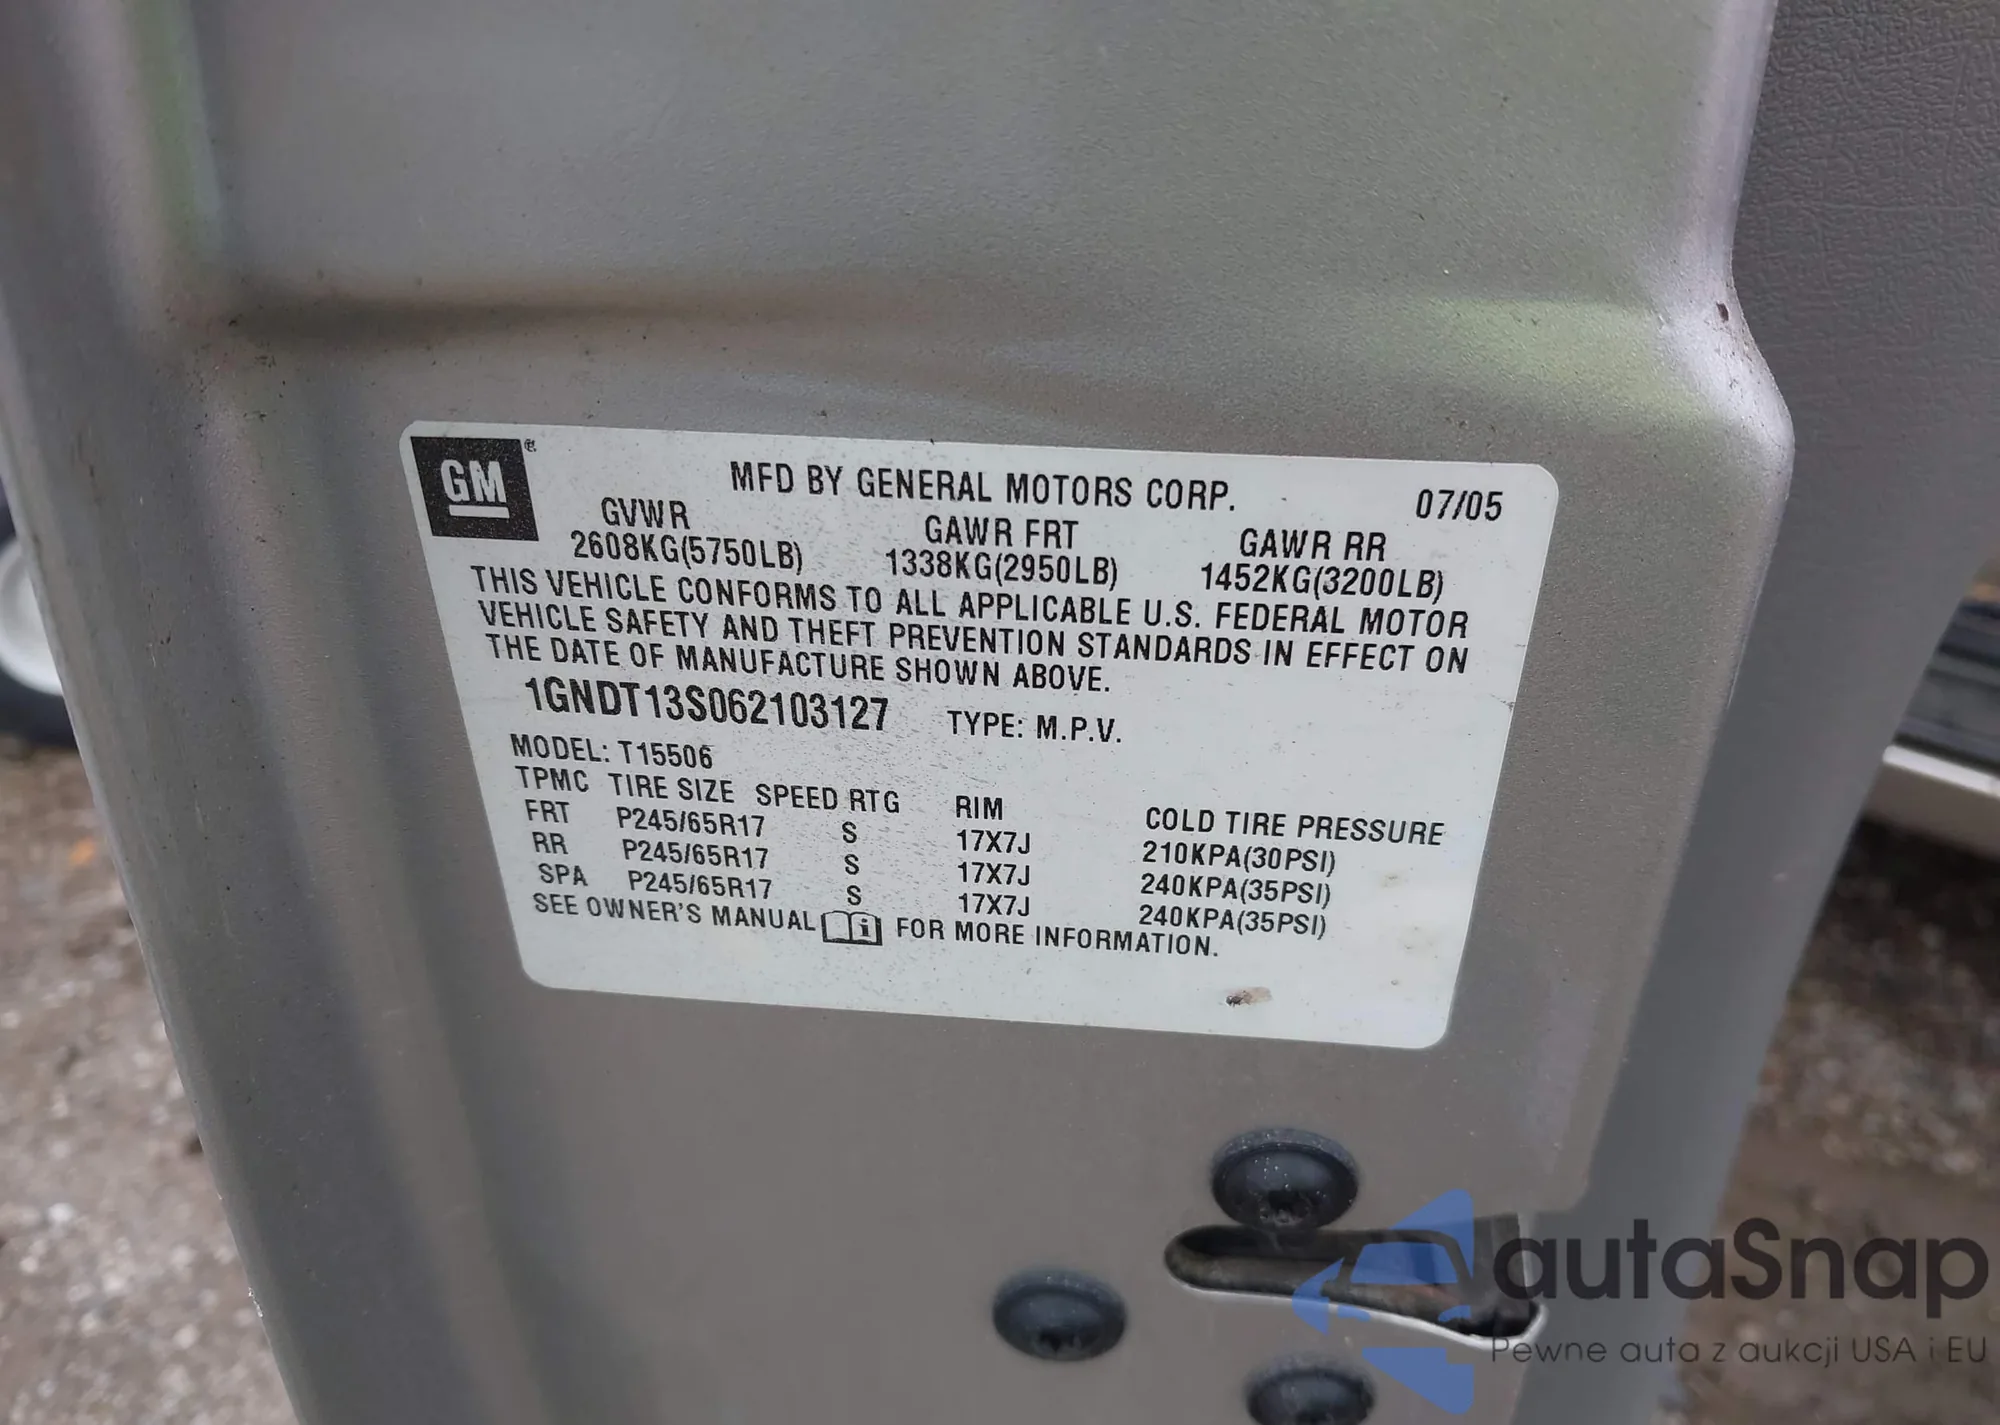 GM®
MFD BY GENERAL MOTORS CORP. 07/05
GVWR GAWR FRT GAWR RR
2608KG(5750LB) 1338KG(2950LB) 1452KG(3200LB)
THIS VEHICLE CONFORMS TO ALL APPLICABLE U.S. FEDERAL MOTOR
VEHICLE SAFETY AND THEFT PREVENTION STANDARDS IN EFFECT ON
THE DATE OF MANUFACTURE SHOWN ABOVE.
1GNDT13S062103127 TYPE: M.P.V.
MODEL: T15506
TPMC TIRE SIZE SPEED RTG RIM COLD TIRE PRESSURE
FRT P245/65R17 S 17X7J 210KPA(30PSI)
RR P245/65R17 S 17X7J 240KPA(35PSI)
SPA P245/65R17 S 17X7J 240KPA(35PSI)
SEE OWNER'S MANUAL i FOR MORE INFORMATION.
autaSnap
Pewne auta z aukcji USA i EU